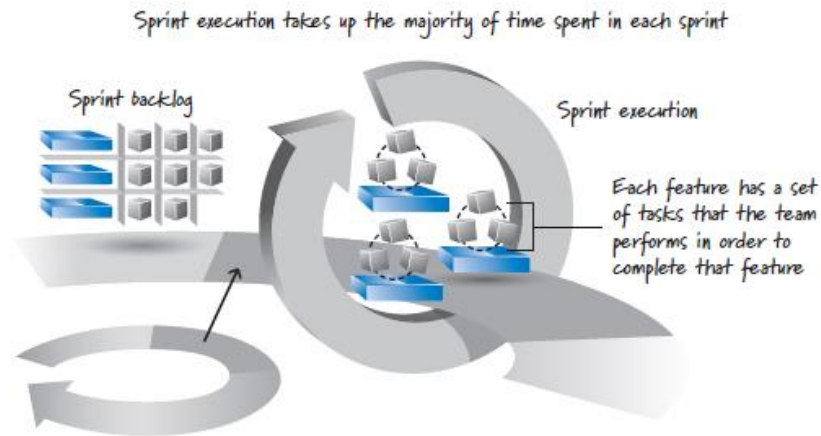 Sprint execution takes up the majority of time spent in each sprint
Sprint backlog
Sprint execution
Each feature has a set
of tasks that the team
performs in order to
complete that feature